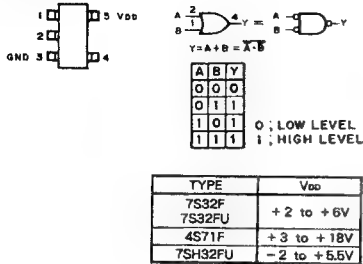 1 5 VDD
2
GND 3 4
A 2 4 Y = A Y
B 1 B
Y=A+B = A·B
A B Y
0 0 0
0 1 1
1 0 1 0 ; LOW LEVEL
1 1 1 1 ; HIGH LEVEL
TYPE VDD
7S32F
7S32FU +2 to +6V
4S71F +3 to +18V
7SH32FU -2 to +5.5V